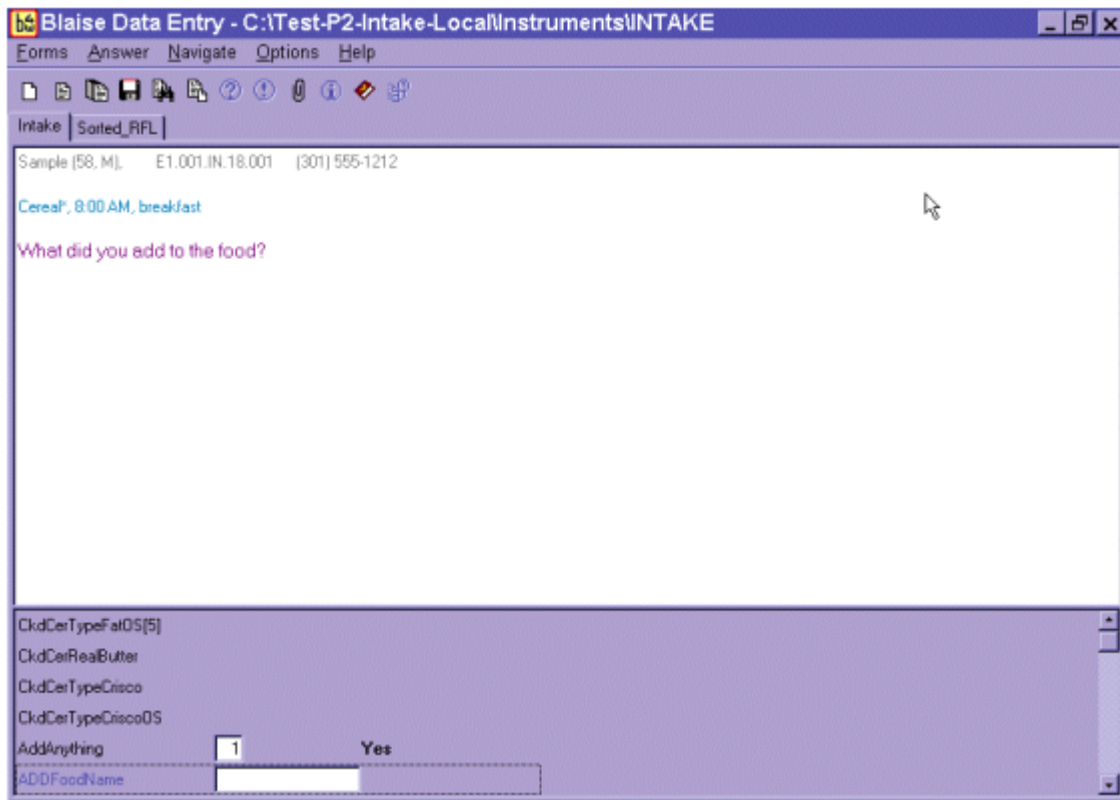 Blaise Data Entry - C:\Test-P2-Intake-Local\Instruments\INTAKE
Forms Answer Navigate Options Help
Intake Sorted_RFL
Sample (58, M), E1.001.IN.18.001 (301) 555-1212
Cereal*, 8:00 AM, breakfast
What did you add to the food?
CkdCerTypeFatOS[5]
CkdCerRealButter
CkdCerTypeCrisco
CkdCerTypeCriscoOS
AddAnything 1 Yes
ADDFoodName